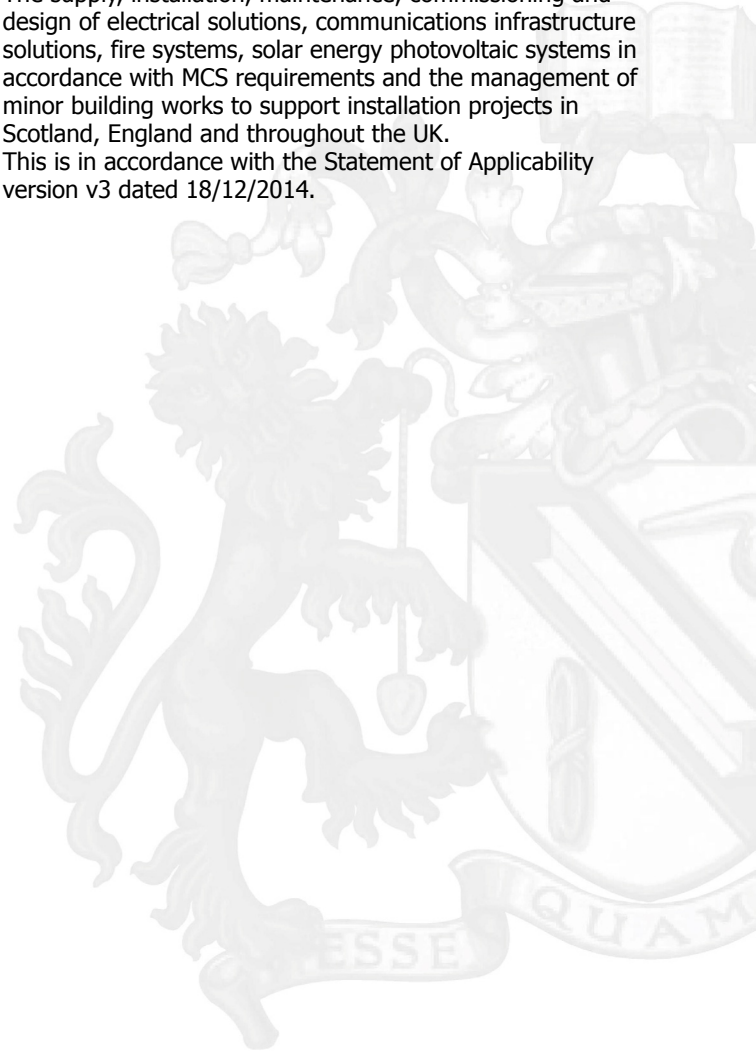 The supply, installation, maintenance, commissioning and
design of electrical solutions, communications infrastructure
solutions, fire systems, solar energy photovoltaic systems in
accordance with MCS requirements and the management of
minor building works to support installation projects in
Scotland, England and throughout the UK.
This is in accordance with the Statement of Applicability
version v3 dated 18/12/2014.
ESSE QUAM